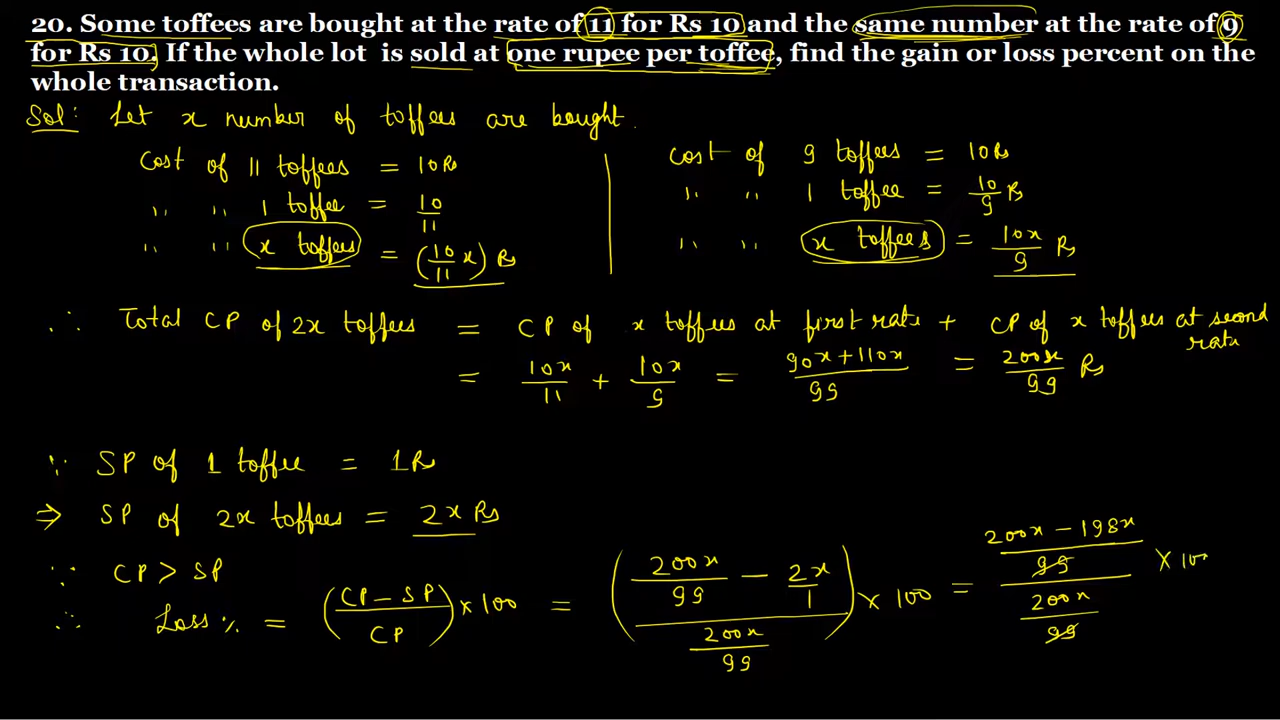 20. Some toffees are bought at the rate of 11 for Rs 10 and the same number at the rate of 9
for Rs 10. If the whole lot is sold at one rupee per toffee, find the gain or loss percent on the
whole transaction.
Sol: Let x number of toffees are bought.
Cost of 11 toffees = 10 Rs
" " 1 toffee = 10/11
" " x toffees = (10/11 x) Rs
Cost of 9 toffees = 10 Rs
" " 1 toffee = 10/9 Rs
" " x toffees = 10x/9 Rs
∴ Total CP of 2x toffees = CP of x toffees at first rate + CP of x toffees at second rate
= 10x/11 + 10x/9 = (90x + 110x)/99 = 200x/99 Rs
∵ SP of 1 toffee = 1 Rs
⇒ SP of 2x toffees = 2x Rs
∵ CP > SP
∴ Loss % = ((CP - SP)/CP) × 100 = ((200x/99 - 2x/1)/(200x/99)) × 100 = ((200x - 198x)/99)/(200x/99) × 100